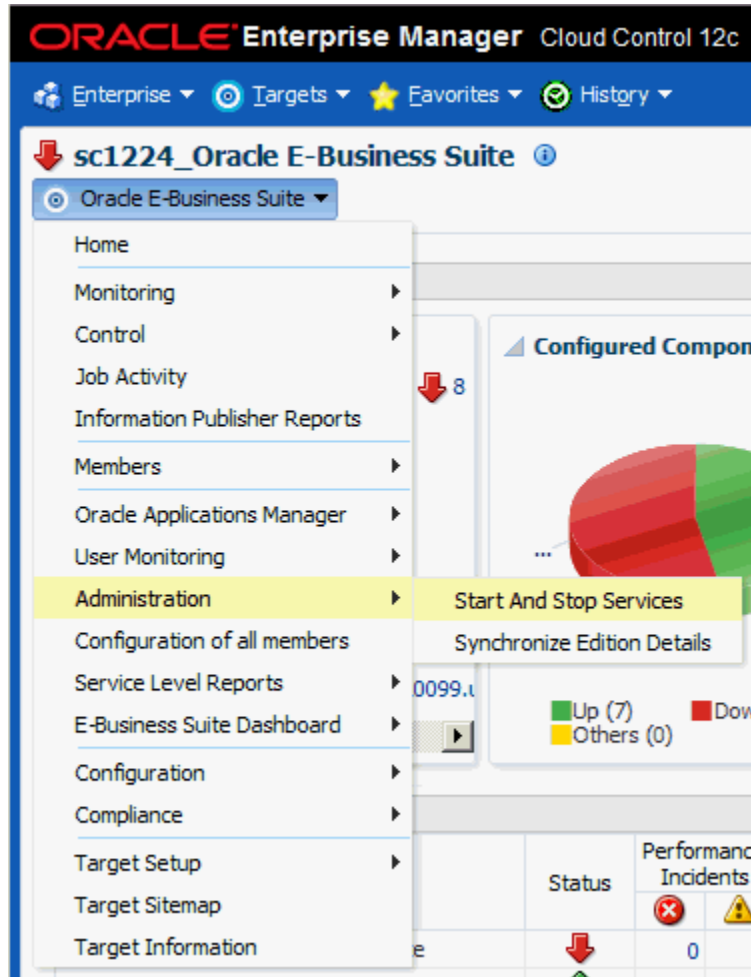 ORACLE Enterprise Manager Cloud Control 12c
Enterprise Targets Favorites History
sc1224_Oracle E-Business Suite
Oracle E-Business Suite
Home
Monitoring
Control
Job Activity
8
Configured Compon
Information Publisher Reports
Members
Oracle Applications Manager
User Monitoring
...
Administration
Start And Stop Services
Configuration of all members
Synchronize Edition Details
Service Level Reports
0099.u
Up (7) Dow
E-Business Suite Dashboard
Others (0)
Configuration
Compliance
Target Setup
Target Sitemap
Target Information
Status
Performanc
Incidents
e
0